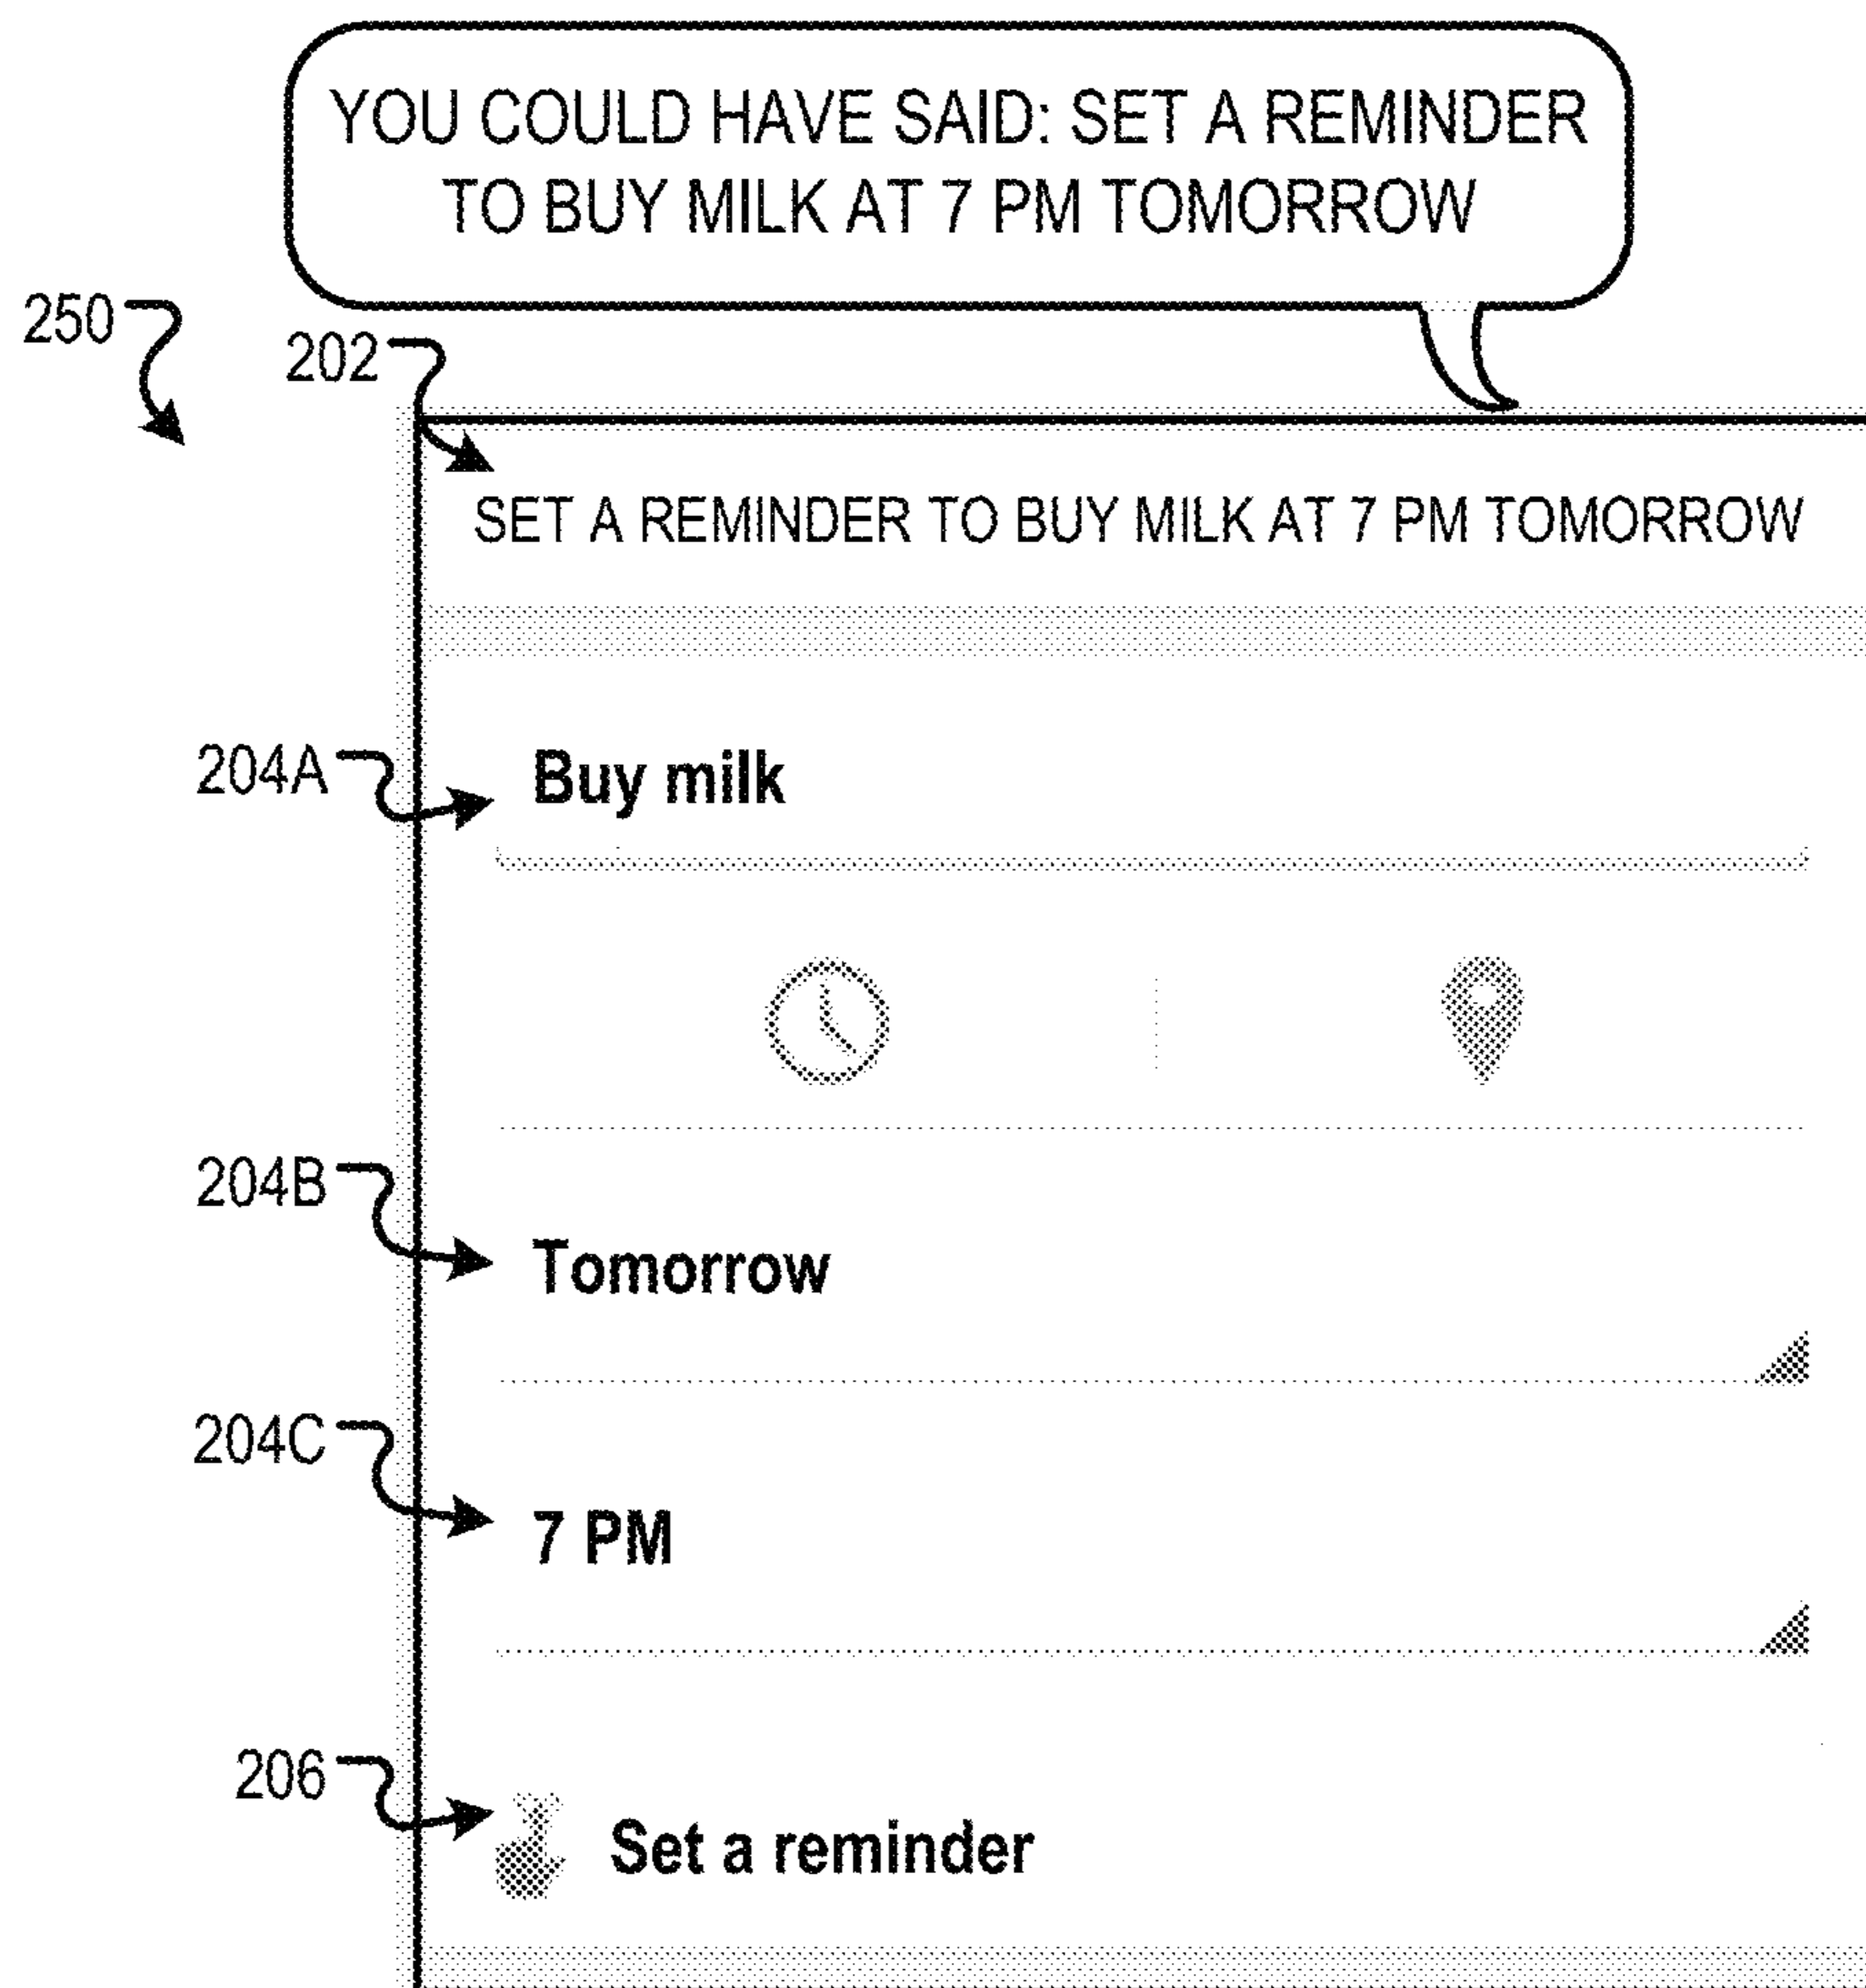 YOU COULD HAVE SAID: SET A REMINDER
TO BUY MILK AT 7 PM TOMORROW
250
202
SET A REMINDER TO BUY MILK AT 7 PM TOMORROW
204A
Buy milk
204B
Tomorrow
204C
7 PM
206
Set a reminder